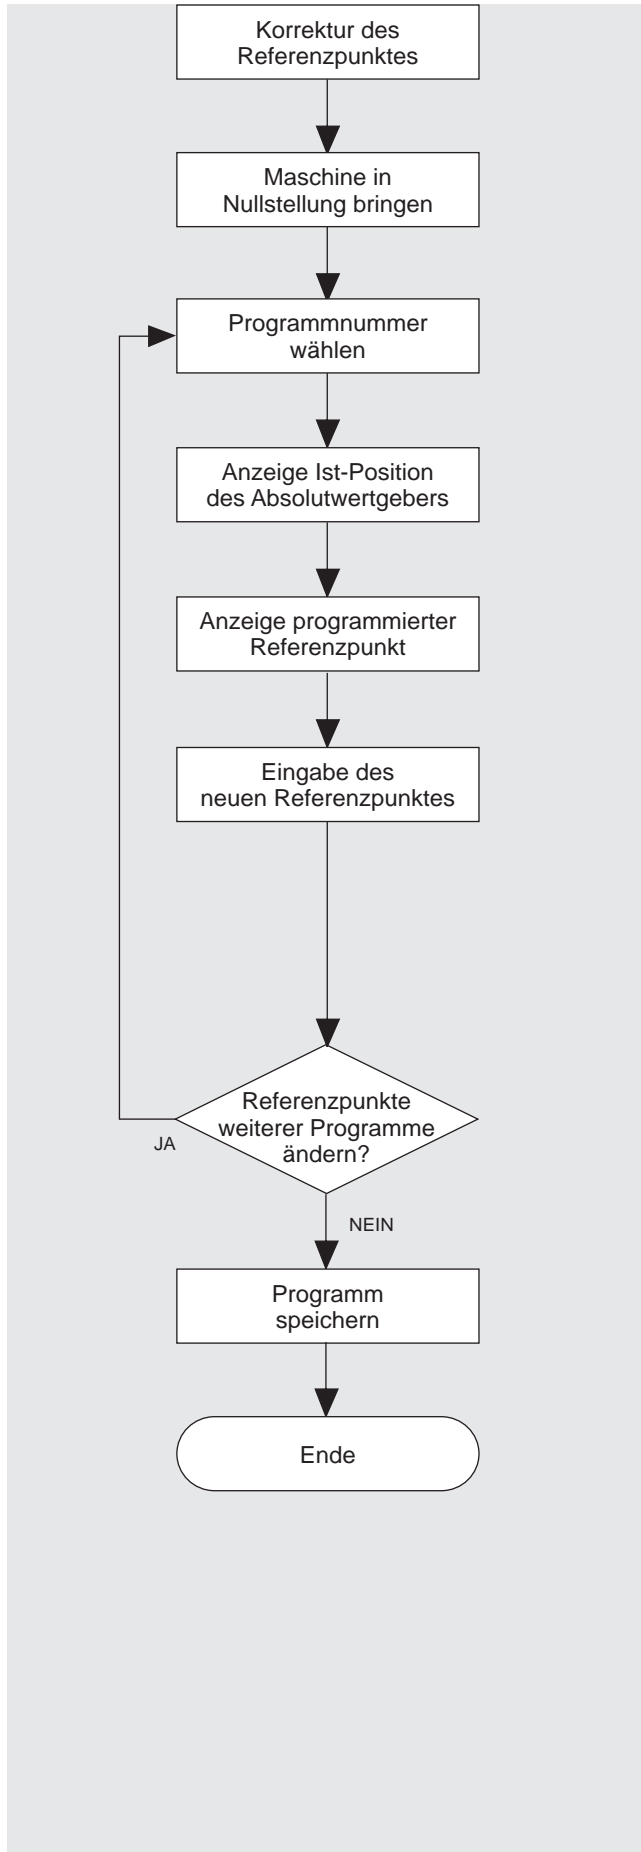 Korrektur des
Referenzpunktes
Maschine in
Nullstellung bringen
Programmnummer
wählen
Anzeige Ist-Position
des Absolutwertgebers
Anzeige programmierter
Referenzpunkt
Eingabe des
neuen Referenzpunktes
Referenzpunkte
weiterer Programme
ändern?
JA
NEIN
Programm
speichern
Ende